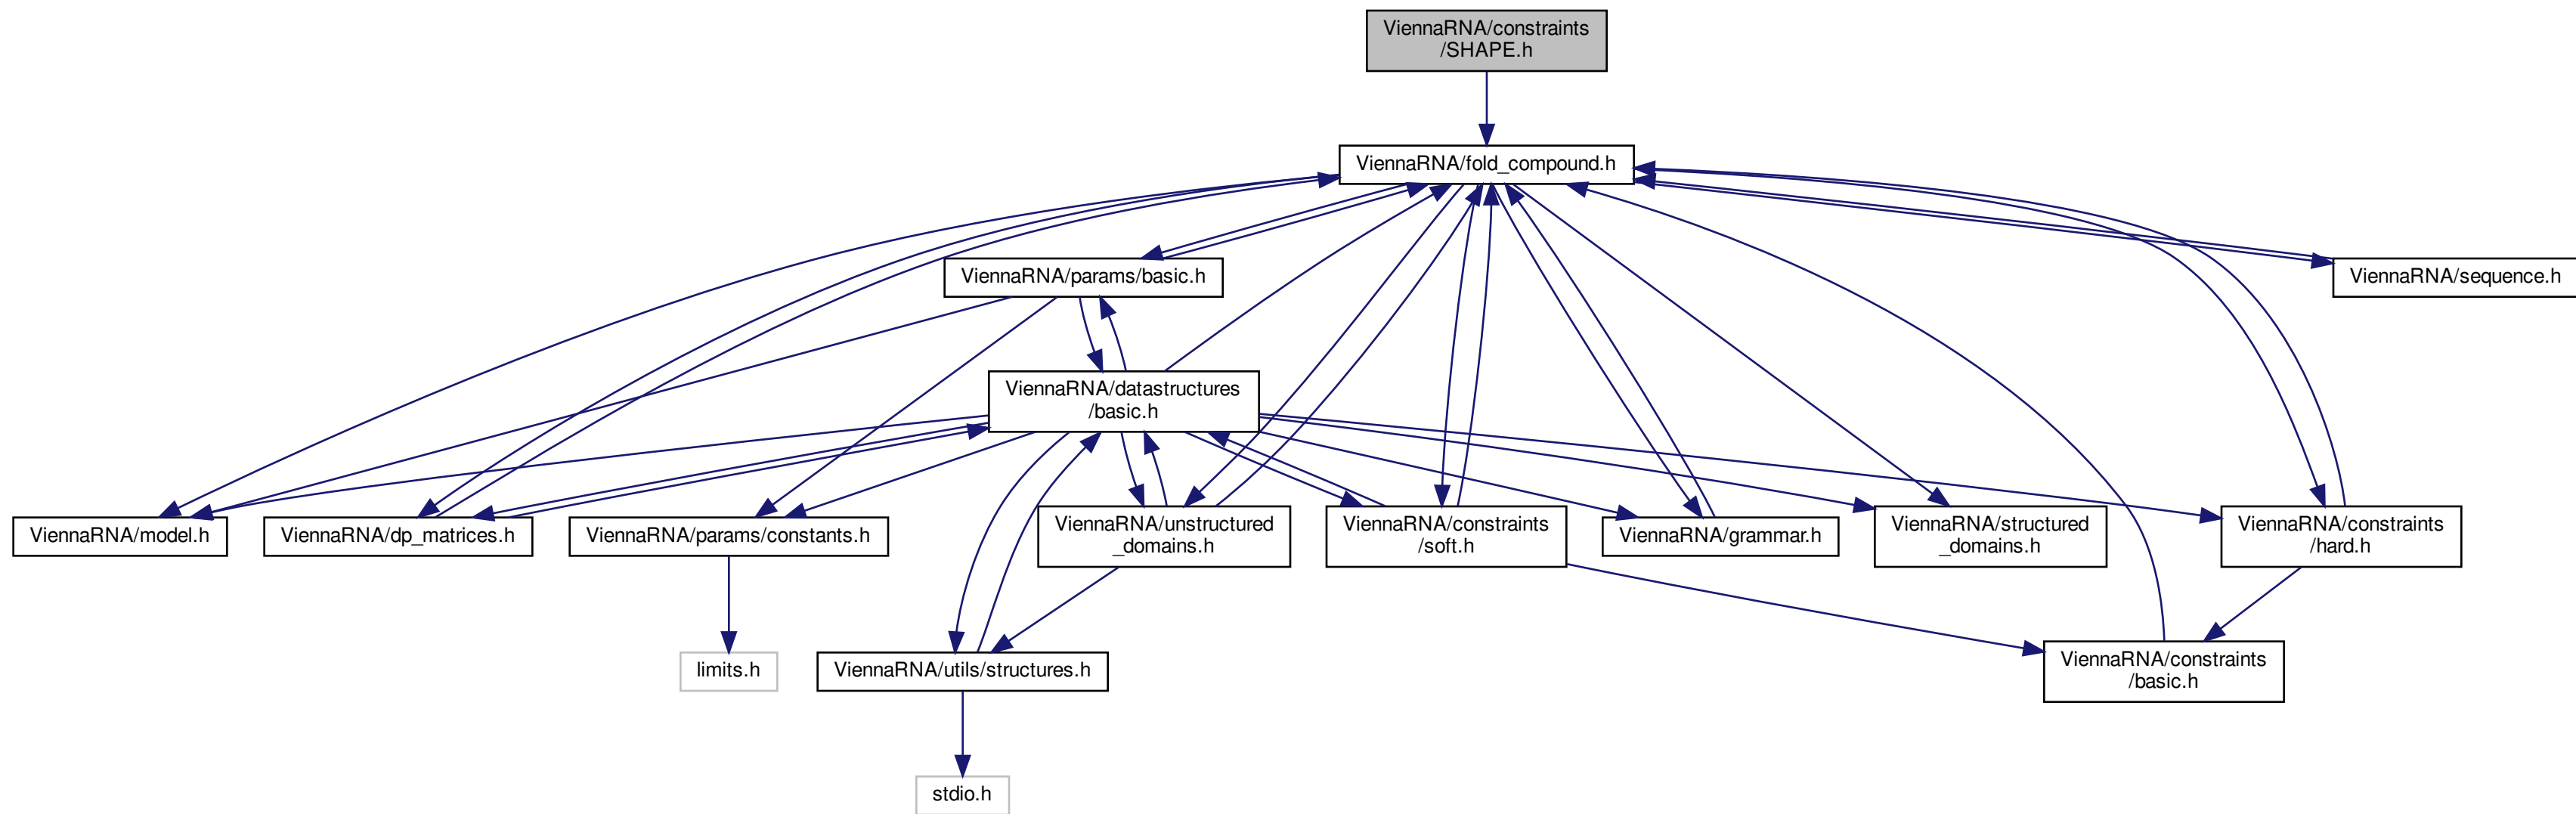 ViennaRNA/constraints
/SHAPE.h
ViennaRNA/fold_compound.h
ViennaRNA/params/basic.h
ViennaRNA/sequence.h
ViennaRNA/datastructures
/basic.h
ViennaRNA/model.h
ViennaRNA/dp_matrices.h
ViennaRNA/params/constants.h
ViennaRNA/unstructured
_domains.h
ViennaRNA/constraints
/soft.h
ViennaRNA/grammar.h
ViennaRNA/structured
_domains.h
ViennaRNA/constraints
/hard.h
limits.h
ViennaRNA/utils/structures.h
ViennaRNA/constraints
/basic.h
stdio.h